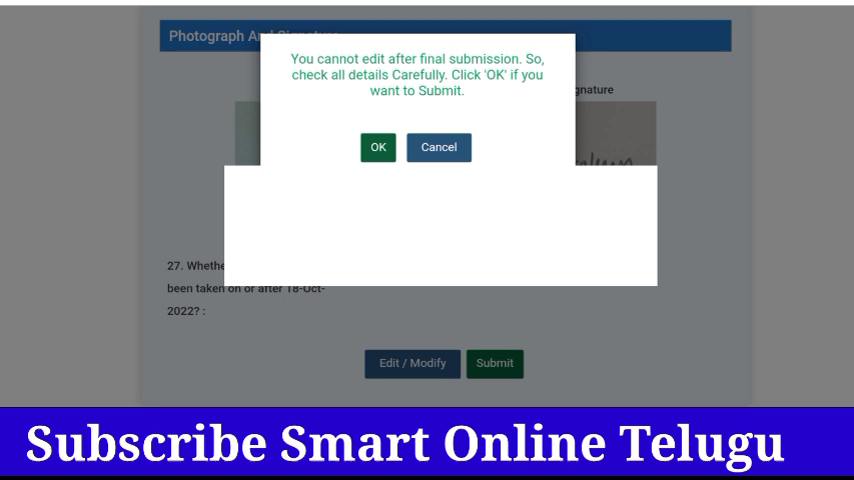 Photograph And
You cannot edit after final submission. So,
check all details Carefully. Click 'OK' if you
want to Submit.
gnature
OK
Cancel
27. Whethe
been taken on or after 18-Oct-
2022? :
Edit / Modify
Submit
Subscribe Smart Online Telugu